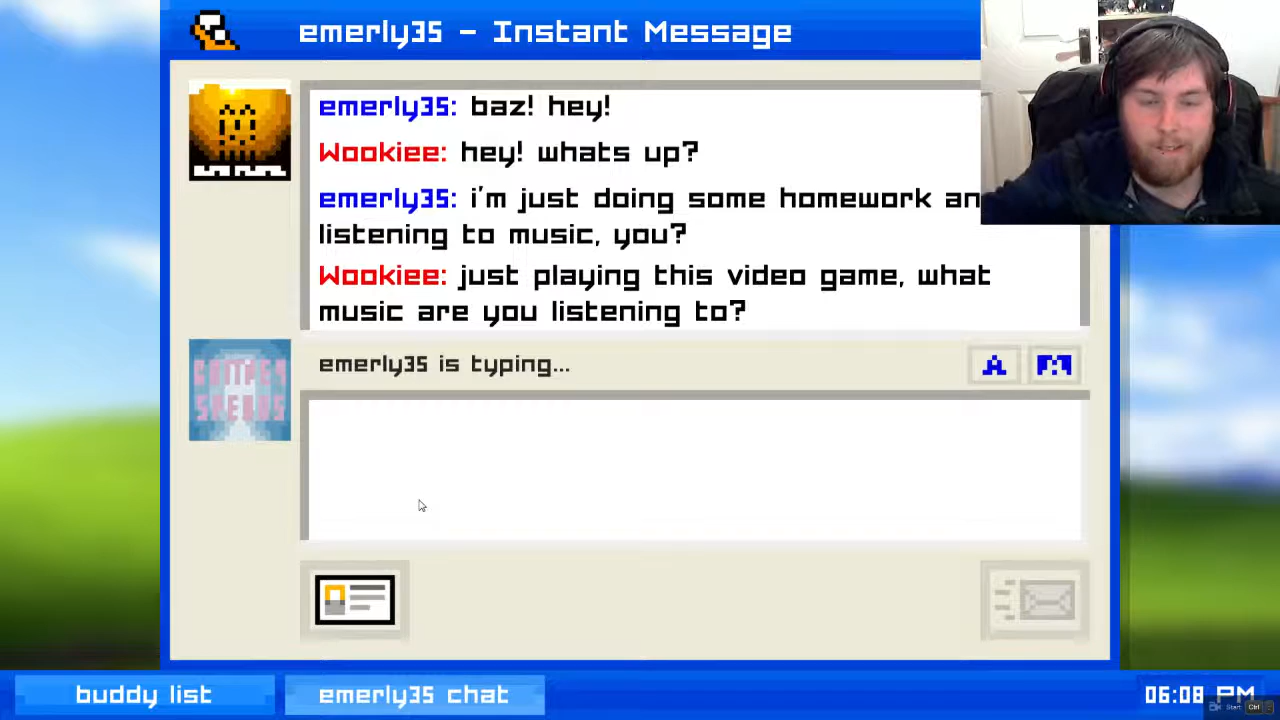 emerly35 - Instant Message
emerly35: baz! hey!
Wookiee: hey! whats up?
emerly35: i'm just doing some homework an
listening to music, you?
Wookiee: just playing this video game, what
music are you listening to?
emerly35 is typing...
A
buddy list
emerly35 chat
06:08 PM
Start
Ctrl